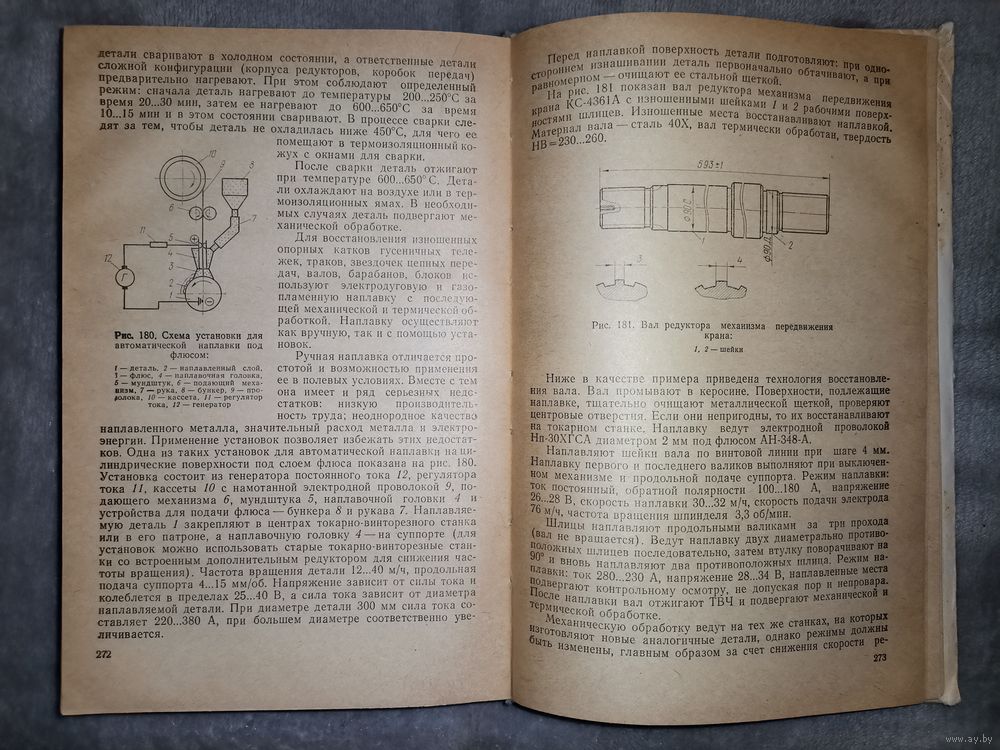 детали сваривают в холодном состоянии, а ответственные детали
сложной конфигурации (корпуса редукторов, коробок передач)
предварительно нагревают. При этом соблюдают определенный
режим: сначала деталь нагревают до температуры 200...250°С за
время 20...30 мин, затем ее нагревают до 600...650°С за время
10...15 мин и в этом состоянии сваривают. В процессе сварки сле-
дят за тем, чтобы деталь не охладилась ниже 450°С, для чего ее
помещают в термоизоляционный ко-
жух с окнами для сварки.
После сварки деталь отжигают
при температуре 600...650°С. Дета-
ли охлаждают на воздухе или в тер-
моизоляционных ямах. В необходи-
мых случаях деталь подвергают ме-
ханической обработке.
Для восстановления изношенных
опорных катков гусеничных теле-
жек, траков, звездочек цепных пере-
дач, валов, барабанов, блоков ис-
пользуют электродуговую и газо-
пламенную наплавку с последую-
щей механической и термической об-
работкой. Наплавку осуществляют
как вручную, так и с помощью уста-
новок.
Ручная наплавка отличается про-
стотой и возможностью применения
ее в полевых условиях. Вместе с тем
она имеет и ряд серьезных недо-
статков: низкую производитель-
ность труда; неоднородное качество
10
9
8
6
7
11
5
4
12
3
Г
2
1
Рис. 180. Схема установки для
автоматической наплавки под
флюсом:
1 — деталь, 2 — наплавленный слой,
3 — флюс, 4 — наплавочная головка,
5 — мундштук, 6 — подающий меха-
низм, 7 — рука, 8 — бункер, 9 — про-
волока, 10 — кассета, 11 — регулятор
тока, 12 — генератор
наплавленного металла, значительный расход металла и электро-
энергии. Применение установок позволяет избежать этих недостат-
ков. Одна из таких установок для автоматической наплавки на ци-
линдрические поверхности под слоем флюса показана на рис. 180.
Установка состоит из генератора постоянного тока 12, регулятора
тока 11, кассеты 10 с намотанной электродной проволокой 9, по-
дающего механизма 6, мундштука 5, наплавочной головки 4 и
устройства для подачи флюса — бункера 8 и рукава 7. Наплавляе-
мую деталь 1 закрепляют в центрах токарно-винторезного станка
или в его патроне, а наплавочную головку 4 — на суппорте (для
установок можно использовать старые токарно-винторезные стан-
ки со встроенным дополнительным редуктором для снижения час-
тоты вращения). Частота вращения детали 12...40 м/ч, продольная
подача суппорта 4...15 мм/об. Напряжение зависит от силы тока и
колеблется в пределах 25...40 В, а сила тока зависит от диаметра
наплавляемой детали. При диаметре детали 300 мм сила тока со-
ставляет 220...380 А, при большем диаметре соответственно уве-
личивается.
272
Перед наплавкой поверхность детали подготовляют: при одно-
стороннем изнашивании деталь первоначально обтачивают, а при
равномерном — очищают ее стальной щеткой.
На рис. 181 показан вал редуктора механизма передвижения
крана КС-4361А с изношенными шейками 1 и 2 рабочими поверх-
ностями шлицев. Изношенные места восстанавливают наплавкой.
Материал вала — сталь 40Х, вал термически обработан, твердость
НВ = 230...260.
593±1
ф90С
ф90Д
1
2
3
4
Рис. 181. Вал редуктора механизма передвижения
крана:
1, 2 — шейки
Ниже в качестве примера приведена технология восстановле-
ния вала. Вал промывают в керосине. Поверхности, подлежащие
наплавке, тщательно очищают металлической щеткой, проверяют
центровые отверстия. Если они непригодны, то их восстанавливают
на токарном станке. Наплавку ведут электродной проволокой
Нп-30ХГСА диаметром 2 мм под флюсом АН-348-А.
Наплавляют шейки вала по винтовой линии при шаге 4 мм.
Наплавку первого и последнего валиков выполняют при выключен-
ном механизме и продольной подаче суппорта. Режим наплавки:
ток постоянный, обратной полярности 100...180 А, напряжение
26...28 В, скорость наплавки 30...32 м/ч, скорость подачи электрода
76 м/ч, частота вращения шпинделя 3,3 об/мин.
Шлицы наплавляют продольными валиками за три прохода
(вал не вращается). Ведут наплавку двух диаметрально противо-
положных шлицев последовательно, затем втулку поворачивают на
90° и вновь наплавляют два противоположных шлица. Режим на-
плавки: ток 280...230 А, напряжение 28...34 В, наплавленные места
подвергают контрольному осмотру, не допуская пор и непровара.
После наплавки вал отжигают ТВЧ и подвергают механической и
термической обработке.
Механическую обработку ведут на тех же станках, на которых
изготовляют новые аналогичные детали, однако режимы должны
быть изменены, главным образом за счет снижения скорости ре-
273
www.ay.by